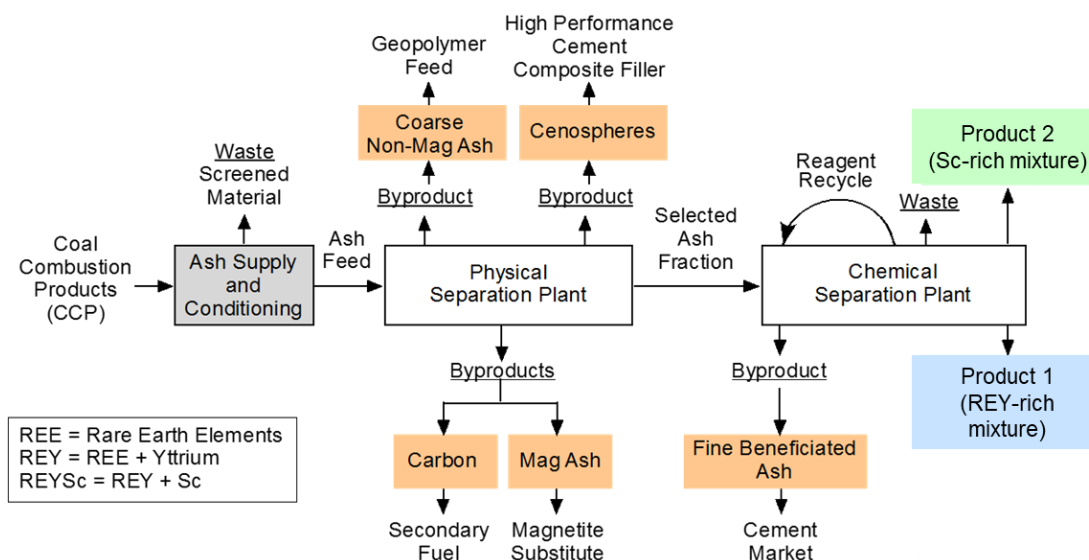 Geopolymer
Feed
High Performance
Cement
Composite Filler
Coarse
Non-Mag Ash
Cenospheres
Product 2
(Sc-rich mixture)
Waste
Screened
Material
Byproduct
Byproduct
Reagent
Recycle
Waste
Coal
Combustion
Products
(CCP)
Ash Supply
and
Conditioning
Ash
Feed
Physical
Separation Plant
Selected
Ash
Fraction
Chemical
Separation Plant
Byproducts
Byproduct
Product 1
(REY-rich
mixture)
REE = Rare Earth Elements
REY = REE + Yttrium
REYSc = REY + Sc
Carbon
Mag Ash
Fine Beneficiated
Ash
Secondary
Fuel
Magnetite
Substitute
Cement
Market